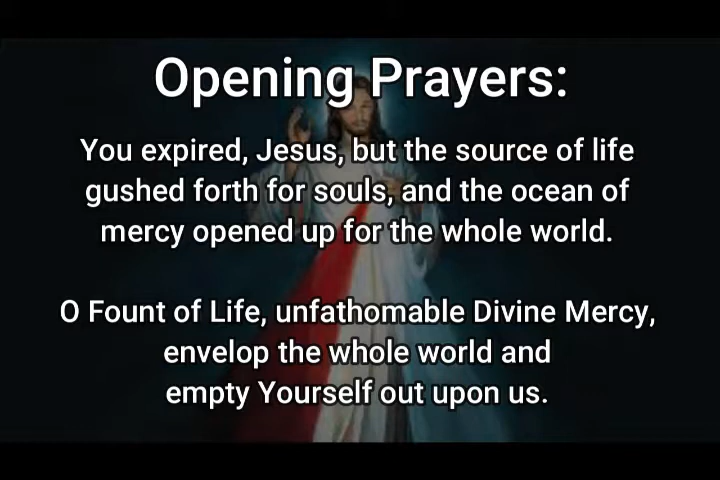 Opening Prayers:
You expired, Jesus, but the source of life
gushed forth for souls, and the ocean of
mercy opened up for the whole world.
O Fount of Life, unfathomable Divine Mercy,
envelop the whole world and
empty Yourself out upon us.